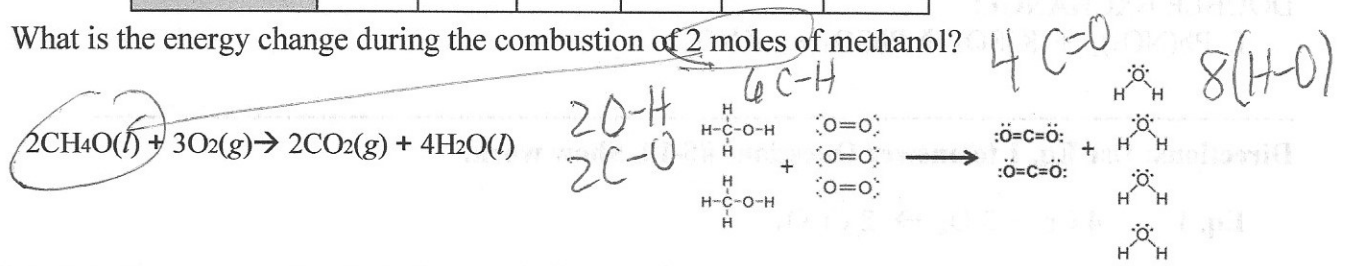 What is the energy change during the combustion of 2 moles of methanol?
4 C=O
8(H-O)
6 C-H
2 O-H
2 C-O
2CH4O(l) + 3O2(g)→ 2CO2(g) + 4H2O(l)
H
H-C-O-H
H
H
H-C-O-H
H
+
:O=O:
:O=O:
:O=O:
→
:O=C=O:
:O=C=O:
+
:O:
H H
:O:
H H
:O:
H H
:O:
H H